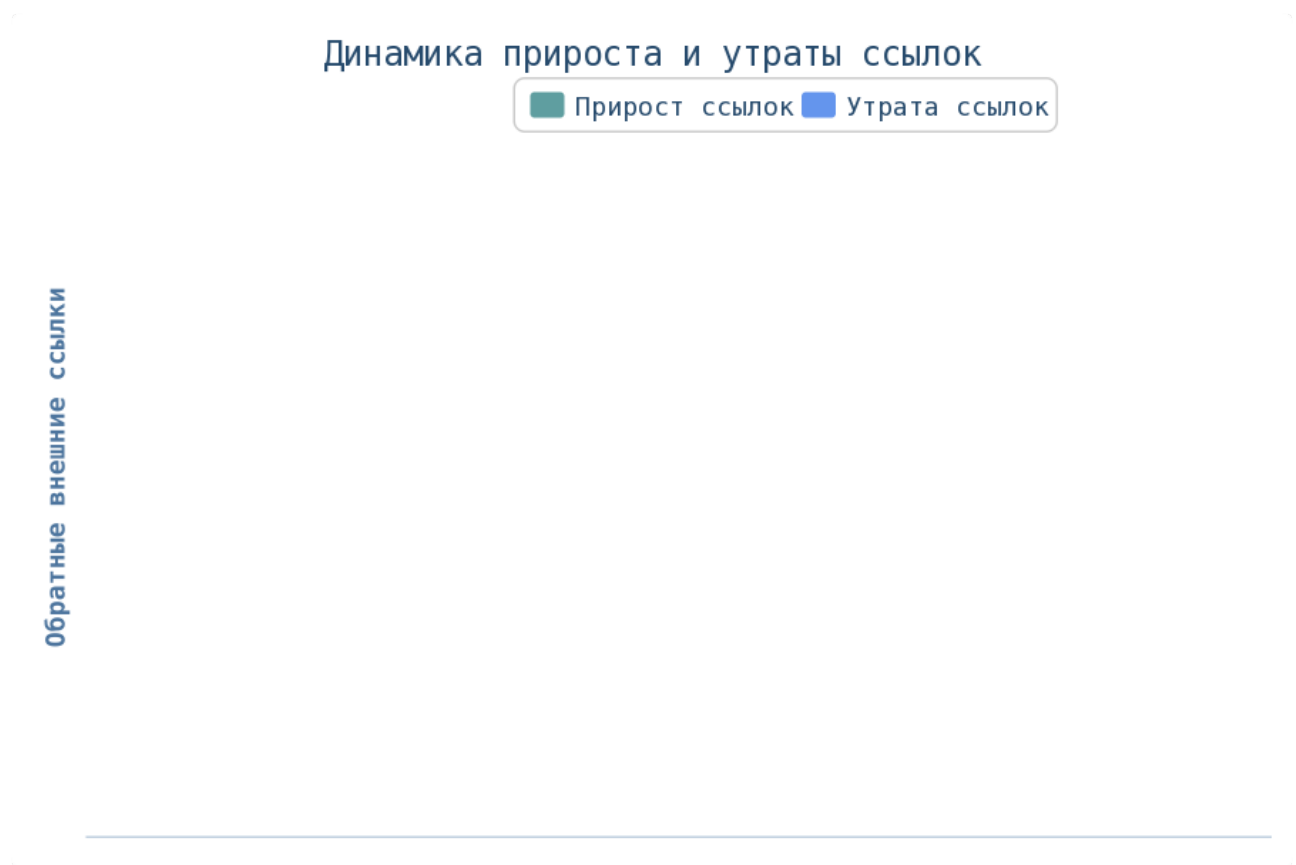 Динамика прироста и утраты ссылок
Прирост ссылок Утрата ссылок
Обратные внешние ссылки